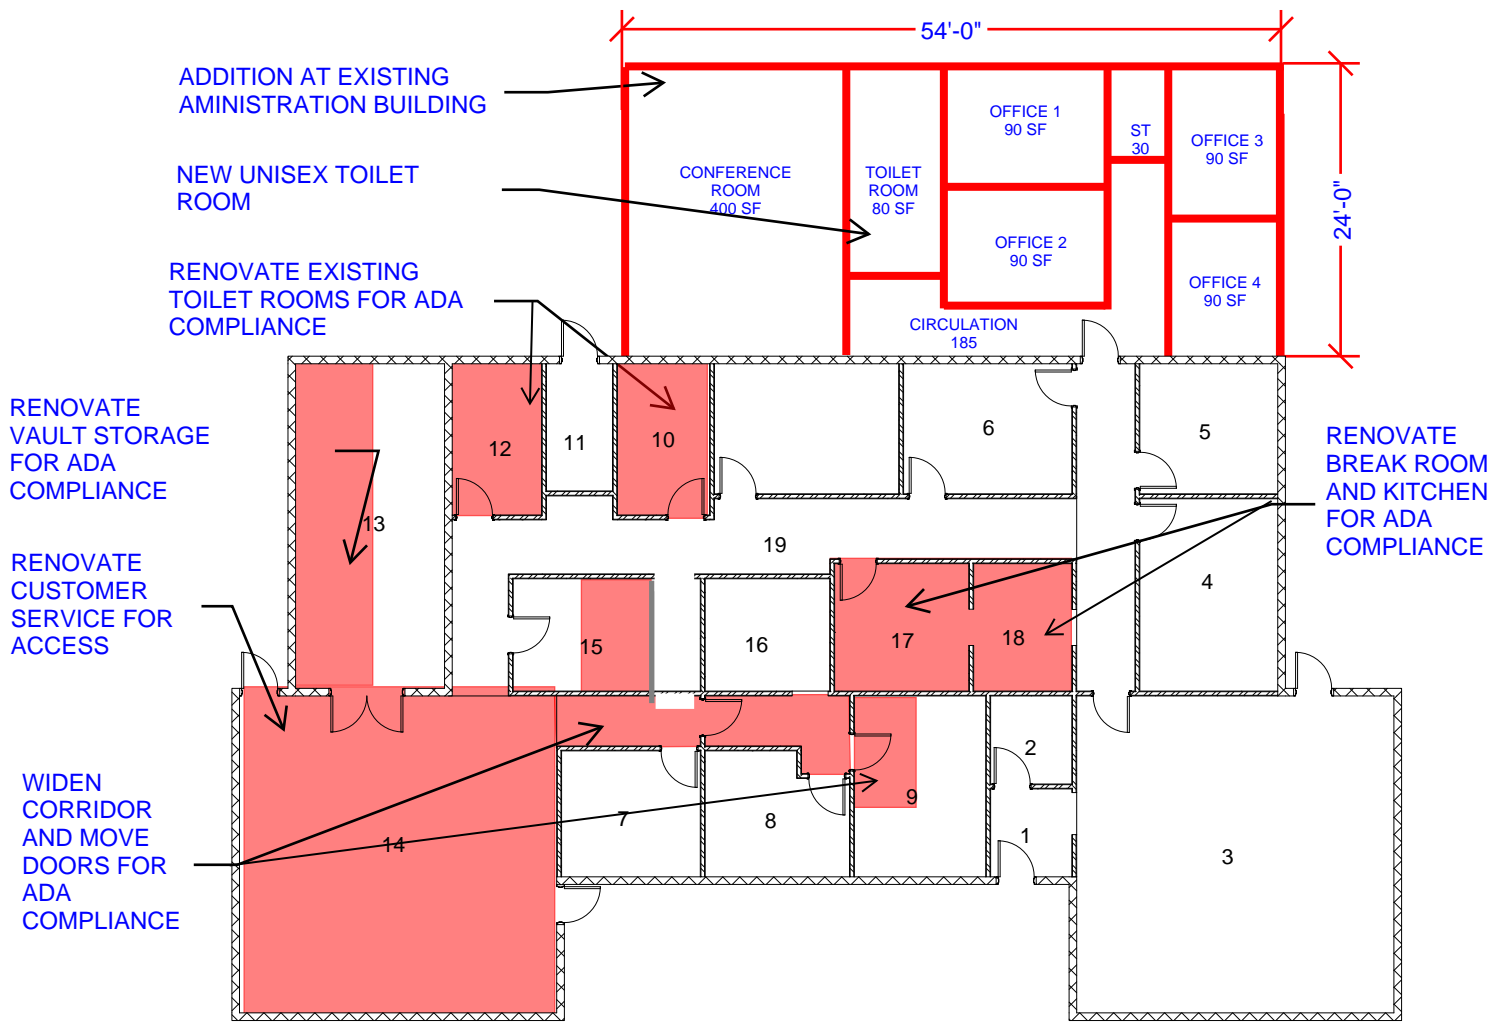 54'-0"
ADDITION AT EXISTING
AMINISTRATION BUILDING
NEW UNISEX TOILET
ROOM
RENOVATE EXISTING
TOILET ROOMS FOR ADA
COMPLIANCE
RENOVATE
VAULT STORAGE
FOR ADA
COMPLIANCE
RENOVATE
CUSTOMER
SERVICE FOR
ACCESS
WIDEN
CORRIDOR
AND MOVE
DOORS FOR
ADA
COMPLIANCE
CONFERENCE
ROOM
400 SF
TOILET
ROOM
80 SF
OFFICE 1
90 SF
OFFICE 2
90 SF
ST
30
OFFICE 3
90 SF
OFFICE 4
90 SF
24'-0"
CIRCULATION
185
RENOVATE
BREAK ROOM
AND KITCHEN
FOR ADA
COMPLIANCE
12
11
10
6
5
13
19
4
15
16
17
18
14
7
8
9
2
1
3